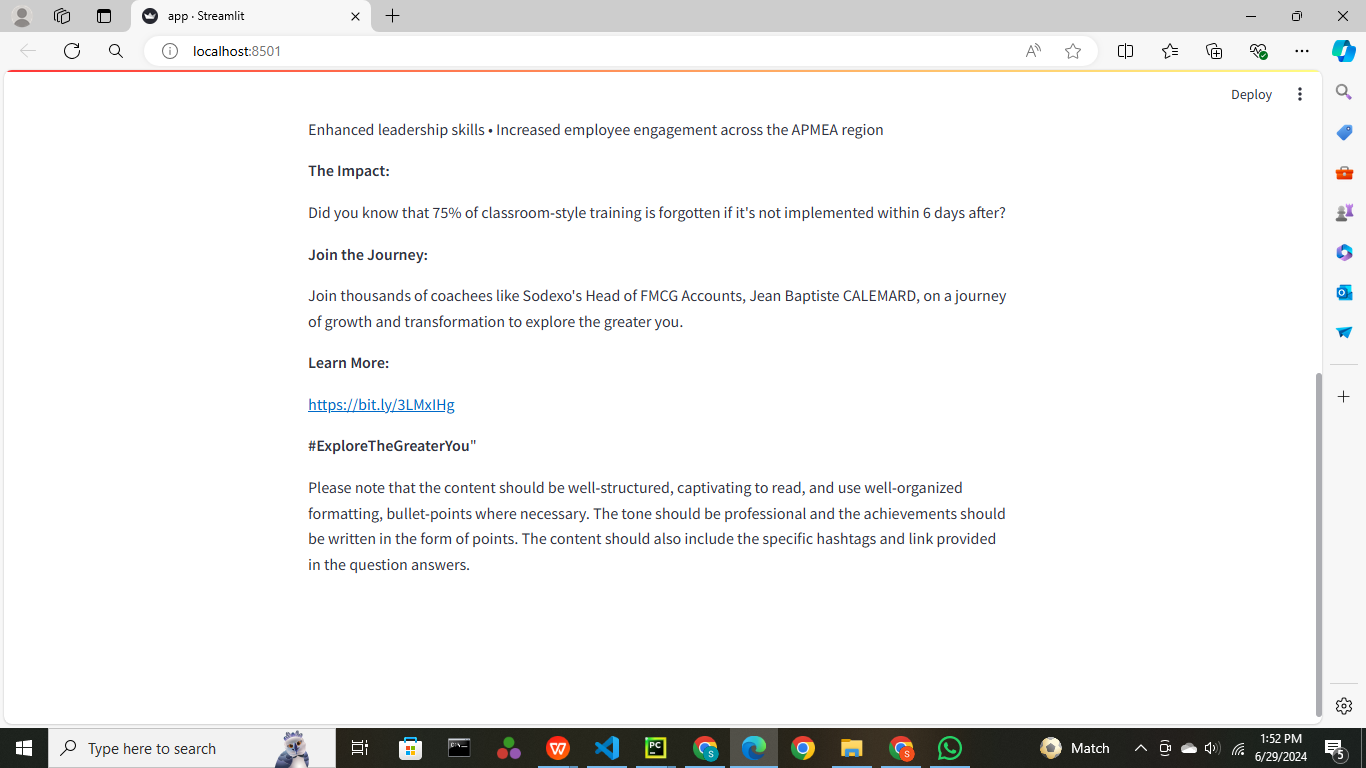 app · Streamlit
localhost:8501
Deploy
Enhanced leadership skills • Increased employee engagement across the APMEA region
The Impact:
Did you know that 75% of classroom-style training is forgotten if it's not implemented within 6 days after?
Join the Journey:
Join thousands of coachees like Sodexo's Head of FMCG Accounts, Jean Baptiste CALEMARD, on a journey
of growth and transformation to explore the greater you.
Learn More:
https://bit.ly/3LMxIHg
#ExploreTheGreaterYou"
Please note that the content should be well-structured, captivating to read, and use well-organized
formatting, bullet-points where necessary. The tone should be professional and the achievements should
be written in the form of points. The content should also include the specific hashtags and link provided
in the question answers.
Type here to search
Match
1:52 PM
6/29/2024
5